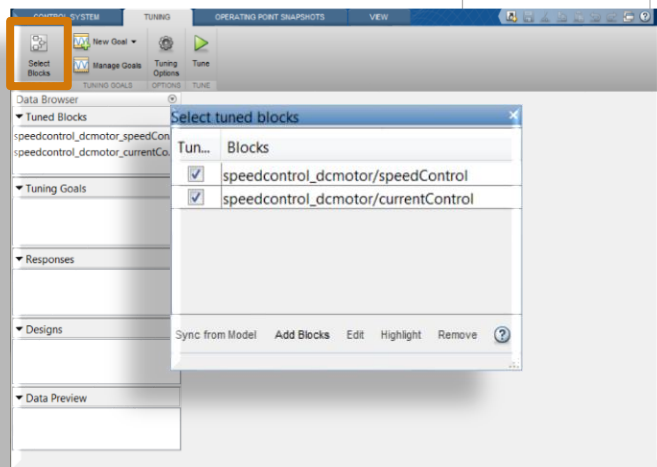 CONTROL SYSTEM TUNING OPERATING POINT SNAPSHOTS VIEW
Select Blocks
New Goal
Manage Goals
Tuning Options
Tune
TUNING GOALS OPTIONS TUNE
Data Browser
Tuned Blocks
speedcontrol_dcmotor_speedCon
speedcontrol_dcmotor_currentCo...
Tuning Goals
Responses
Designs
Data Preview
Select tuned blocks
Tun... Blocks
speedcontrol_dcmotor/speedControl
speedcontrol_dcmotor/currentControl
Sync from Model Add Blocks Edit Highlight Remove